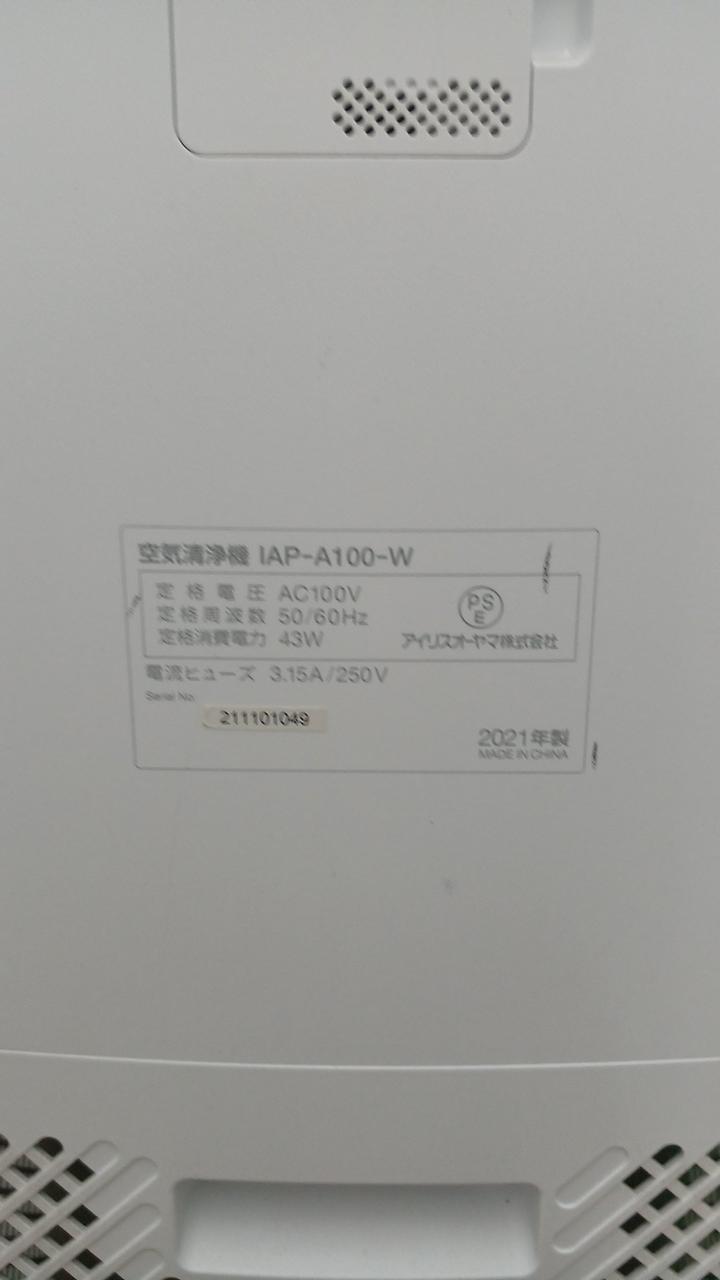 空気清浄機 IAP-A100-W
定格電圧 AC100V
定格周波数 50/60Hz
定格消費電力 43W
PS
E
アイリスオーヤマ株式会社
電流ヒューズ 3.15A/250V
Serial No.
211101049
2021年製
MADE IN CHINA